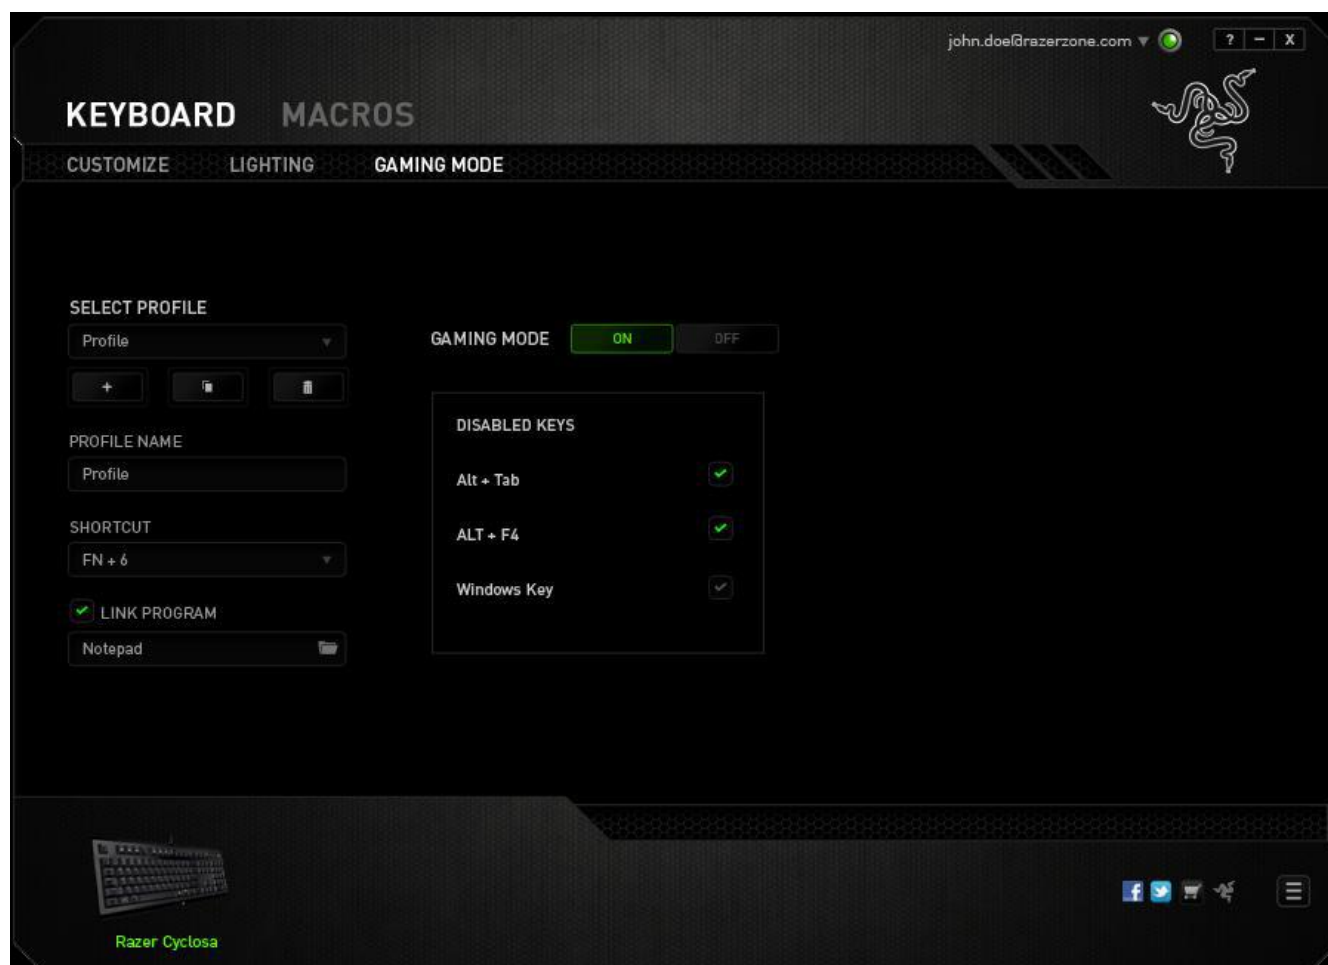 john.doe@razerzone.com
? – X
KEYBOARD MACROS
CUSTOMIZE LIGHTING GAMING MODE
SELECT PROFILE
Profile
GAMING MODE ON OFF
+
DISABLED KEYS
PROFILE NAME
Profile
Alt + Tab
SHORTCUT
ALT + F4
FN + 6
Windows Key
LINK PROGRAM
Notepad
Razer Cyclosa